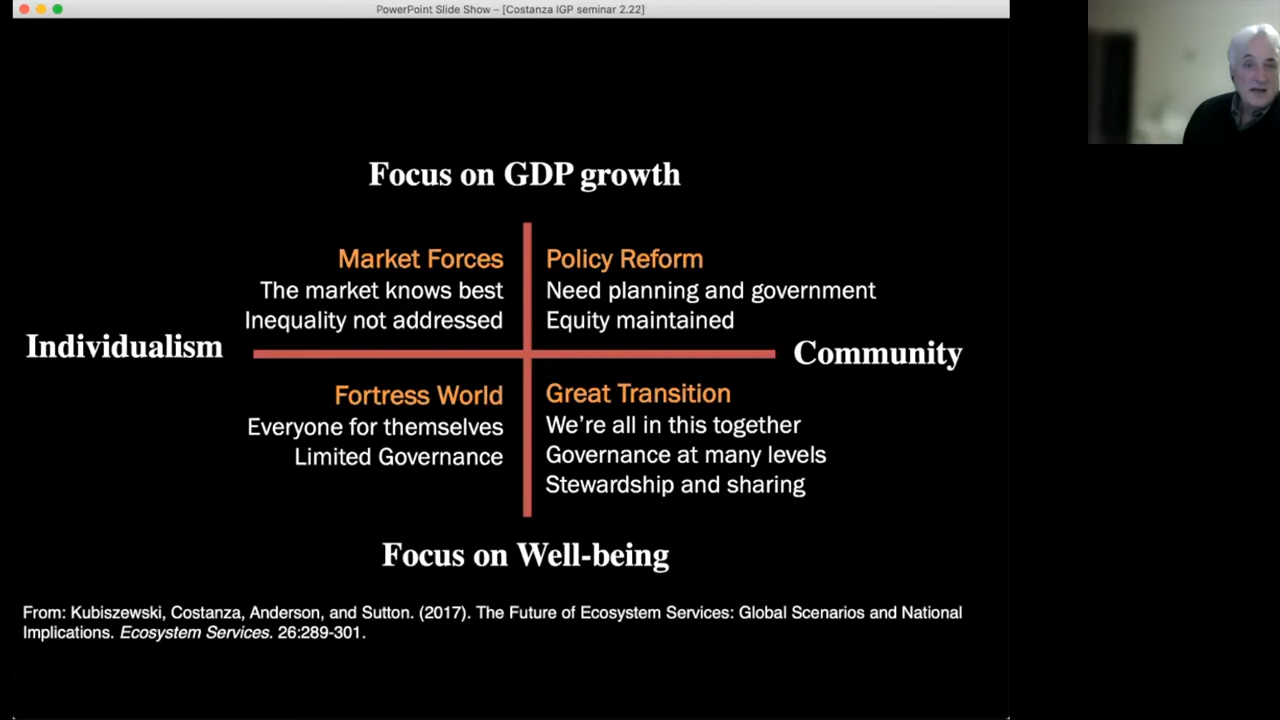 PowerPoint Slide Show – [Costanza IGP seminar 2.22]
Focus on GDP growth
Market Forces
The market knows best
Inequality not addressed
Policy Reform
Need planning and government
Equity maintained
Individualism
Community
Fortress World
Everyone for themselves
Limited Governance
Great Transition
We’re all in this together
Governance at many levels
Stewardship and sharing
Focus on Well-being
From: Kubiszewski, Costanza, Anderson, and Sutton. (2017). The Future of Ecosystem Services: Global Scenarios and National
Implications. Ecosystem Services. 26:289-301.